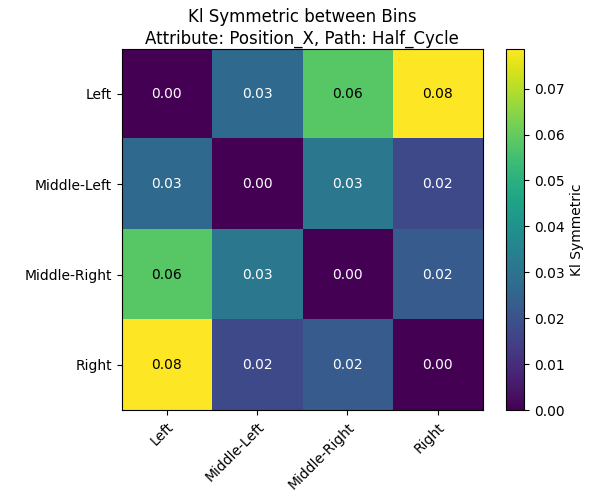 Kl Symmetric between Bins
Attribute: Position_X, Path: Half_Cycle
Left
0.00 0.03 0.06 0.08
Middle-Left
0.03 0.00 0.03 0.02
Middle-Right
0.06 0.03 0.00 0.02
Right
0.08 0.02 0.02 0.00
Left Middle-Left Middle-Right Right
0.07
0.06
0.05
0.04
0.03
0.02
0.01
0.00
Kl Symmetric